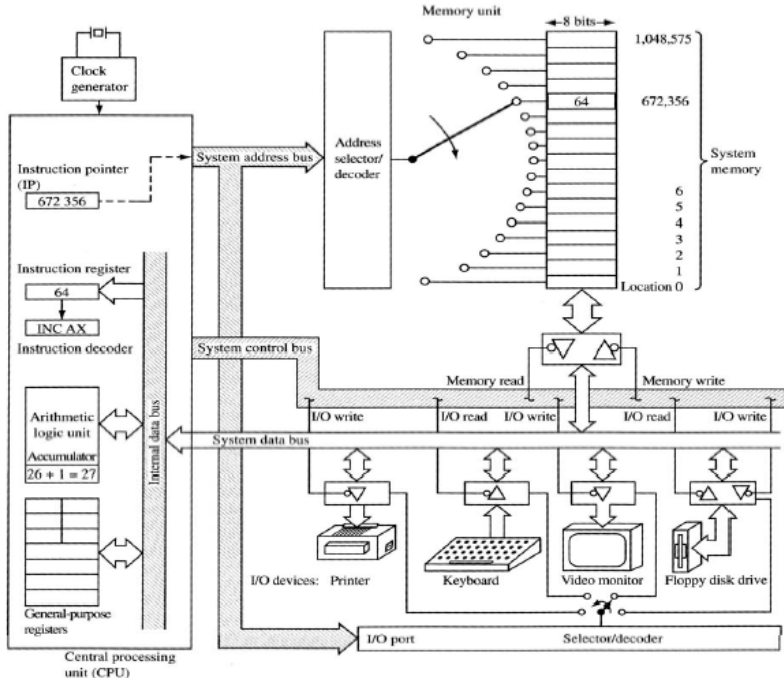 Memory unit
8 bits
1,048,575
Clock
generator
64
672,356
Address
selector/
decoder
System address bus
System
memory
Instruction pointer
(IP)
672 356
6
5
4
3
2
1
Location 0
Instruction register
64
INC AX
Instruction decoder
System control bus
Memory read
Memory write
I/O write
I/O read
I/O write
I/O read
I/O write
Arithmetic
logic unit
Accumulator
26 + 1 = 27
Internal data bus
System data bus
I/O devices:
Printer
Keyboard
Video monitor
Floppy disk drive
General-purpose
registers
I/O port
Selector/decoder
Central processing
unit (CPU)